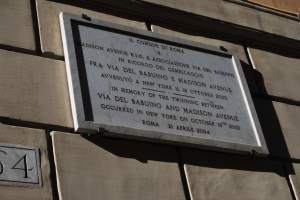 IL COMUNE DI ROMA
E
MADISON AVENUE B.I.D. & ASSOCIAZIONE VIA DEL BABUINO
IN RICORDO DEL GEMELLAGGIO
FRA VIA DEL BABUINO E MADISON AVENUE
AVVENUTO A NEW YORK IL 16 OTTOBRE 2003
IN MEMORY OF THE TWINNING BETWEEN
VIA DEL BABUINO AND MADISON AVENUE
OCCURRED IN NEW YORK ON OCTOBER 16TH 2003
ROMA 21 APRILE 2004
54